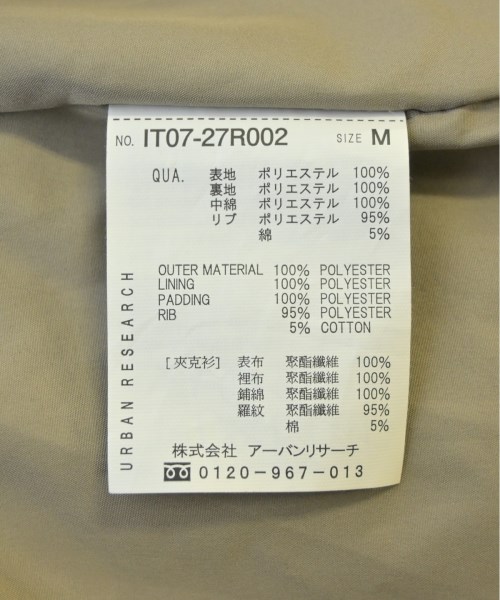 NO. IT07-27R002 SIZE M
QUA. 表地 ポリエステル 100%
裏地 ポリエステル 100%
中綿 ポリエステル 100%
リブ ポリエステル 95%
綿 5%
OUTER MATERIAL 100% POLYESTER
LINING 100% POLYESTER
PADDING 100% POLYESTER
RIB 95% POLYESTER
5% COTTON
[夾克衫] 表布 聚酯纖維 100%
裡布 聚酯纖維 100%
鋪綿 聚酯纖維 100%
羅紋 聚酯纖維 95%
棉 5%
株式会社 アーバンリサーチ
0120-967-013
URBAN RESEARCH